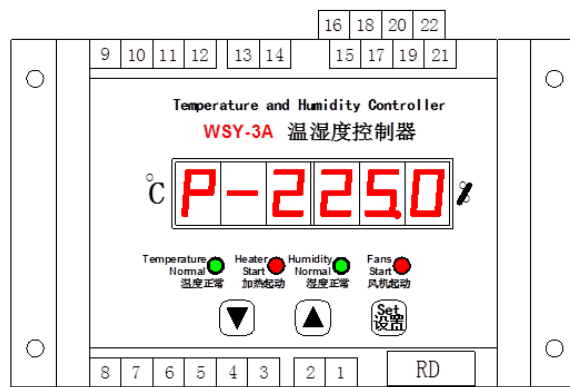 16 18 20 22
9 10 11 12 13 14 15 17 19 21
Temperature and Humidity Controller
WSY-3A 温湿度控制器
°C P-225.0 %
Temperature Normal 温度正常
Heater Start 加热起动
Humidity Normal 湿度正常
Fans Start 风机起动
▼ ▲ Set 设置
8 7 6 5 4 3 2 1 RD